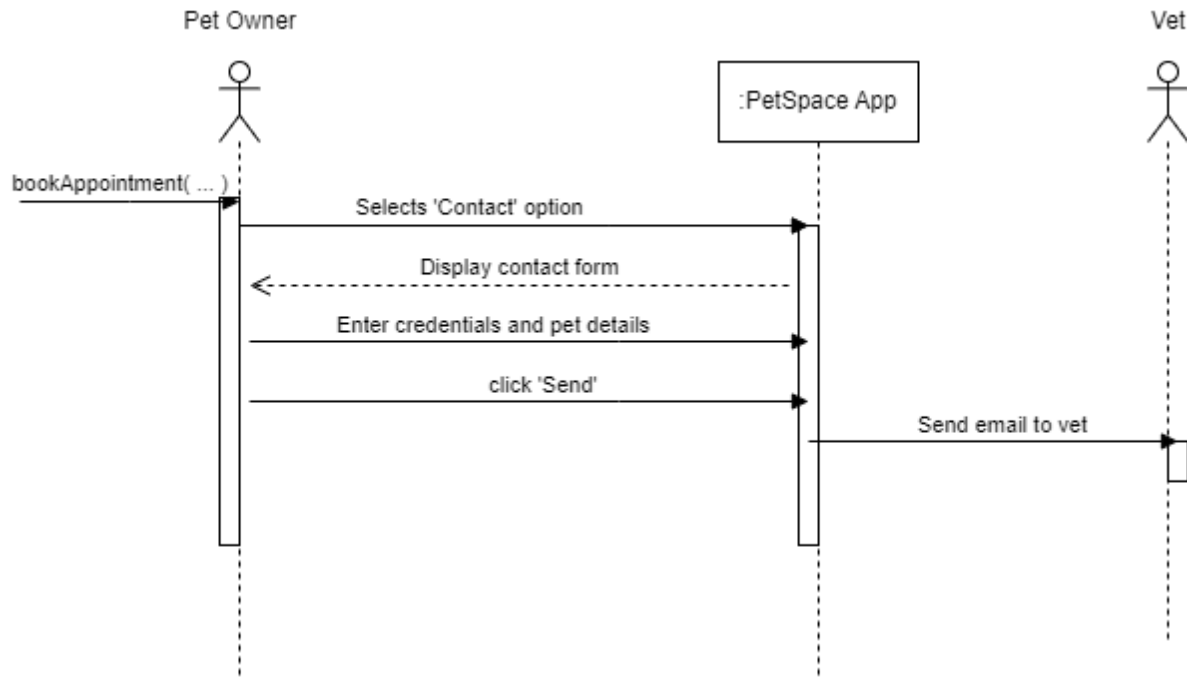 Pet Owner
Vet
:PetSpace App
bookAppointment( ... )
Selects 'Contact' option
Display contact form
Enter credentials and pet details
click 'Send'
Send email to vet